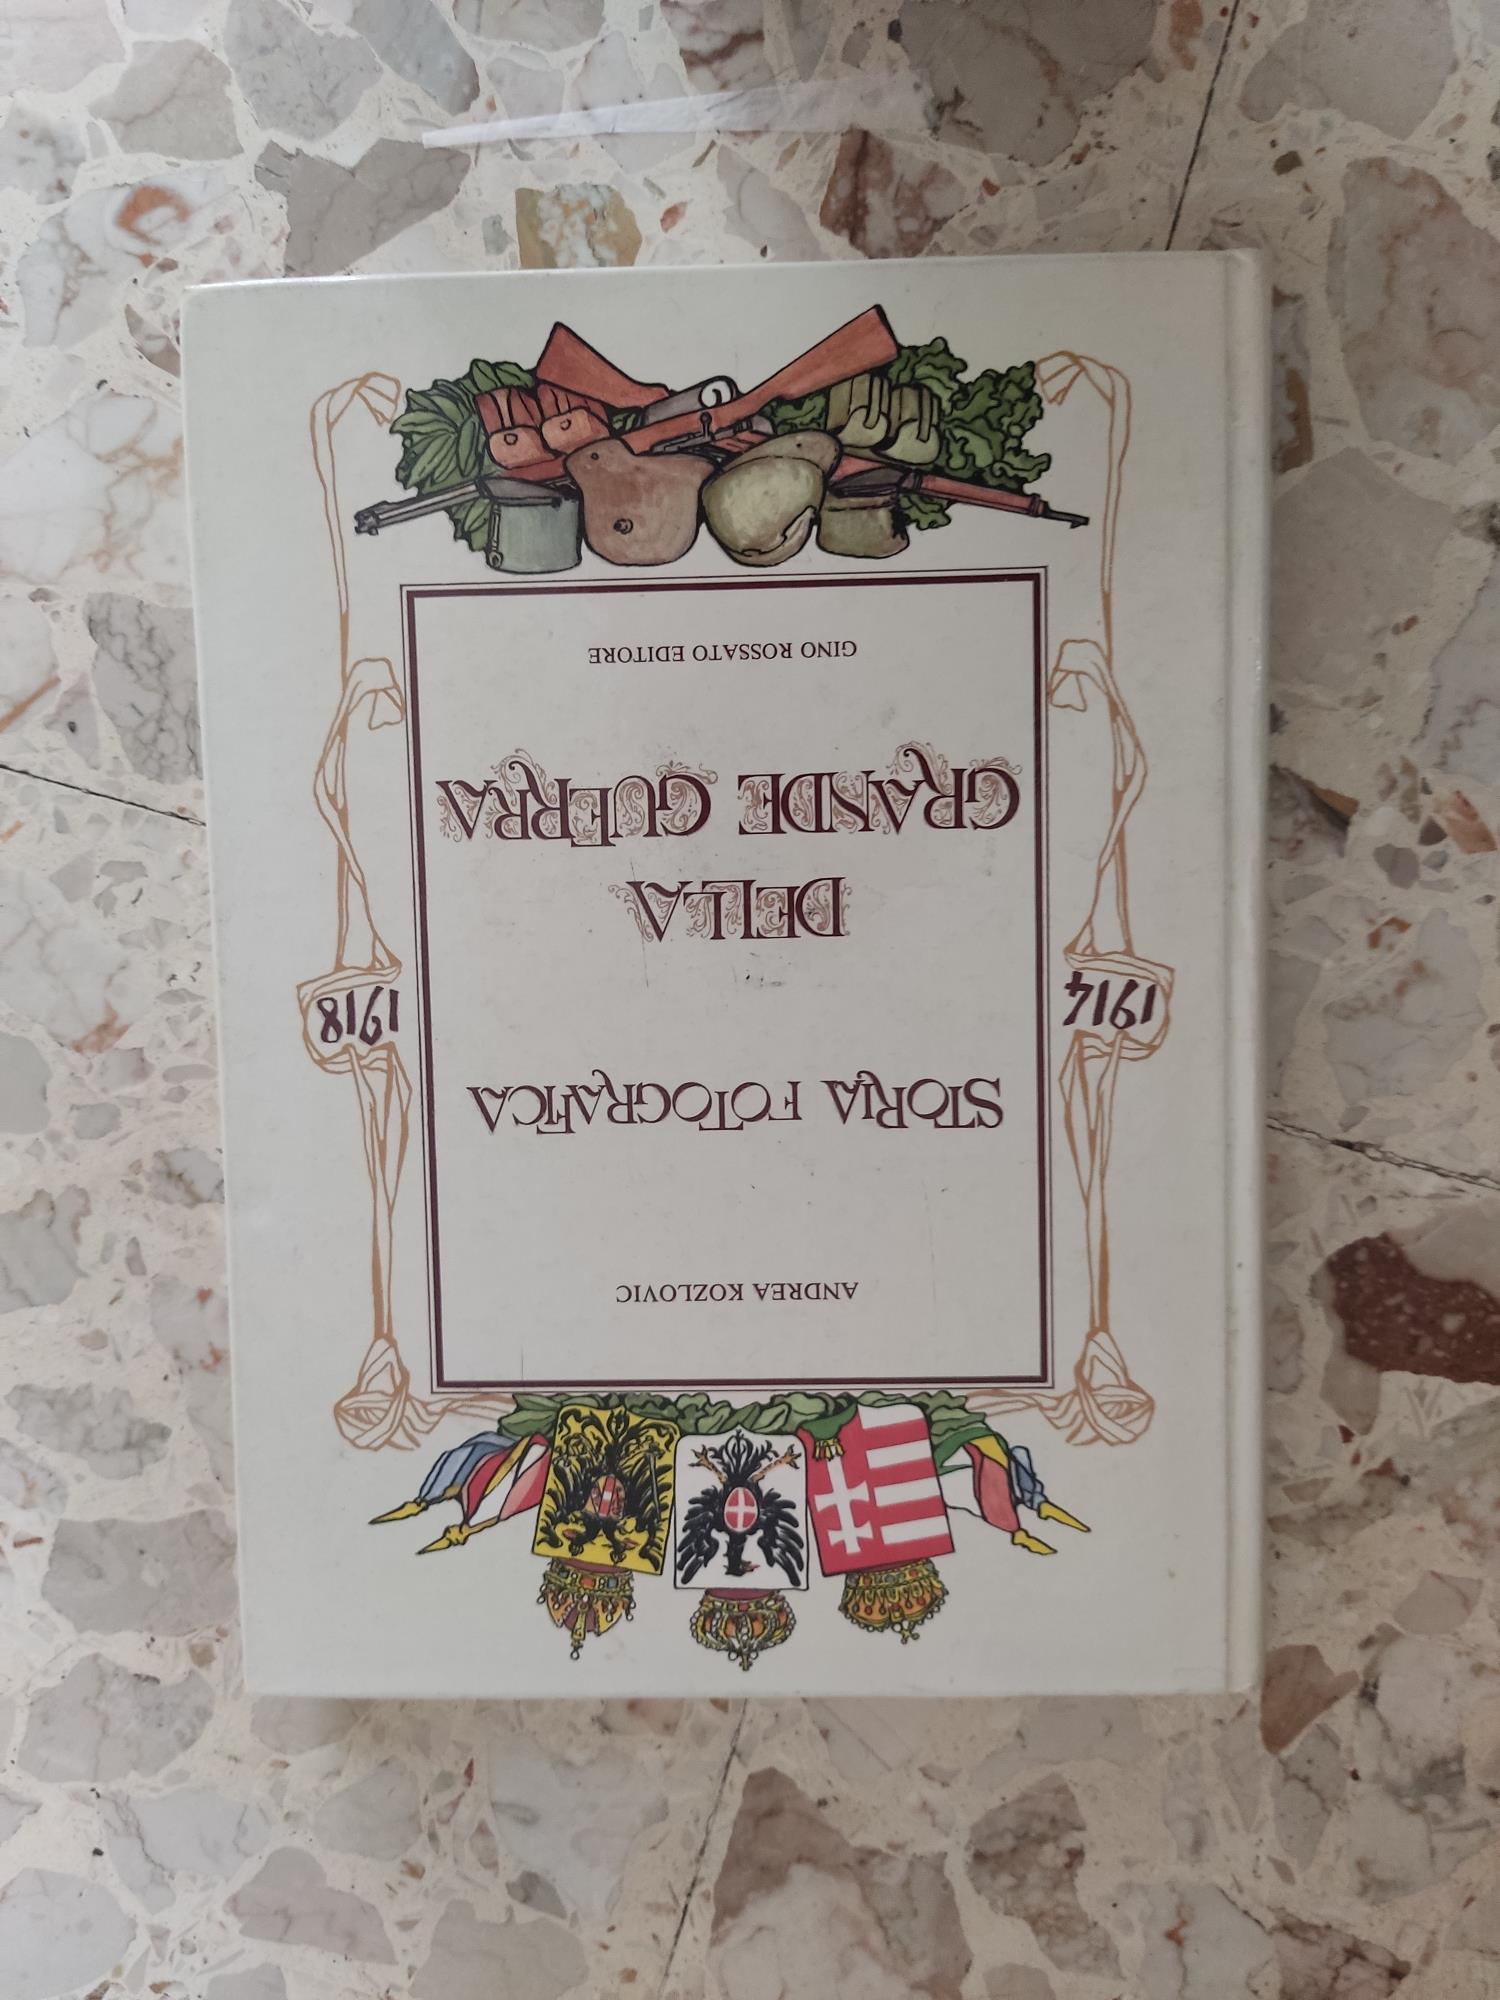 ANDREA KOZLOVIC
STORIA FOTOGRAFICA
1914
1918
DELLA
GRANDE GUERRA
GINO ROSSATO EDITORE